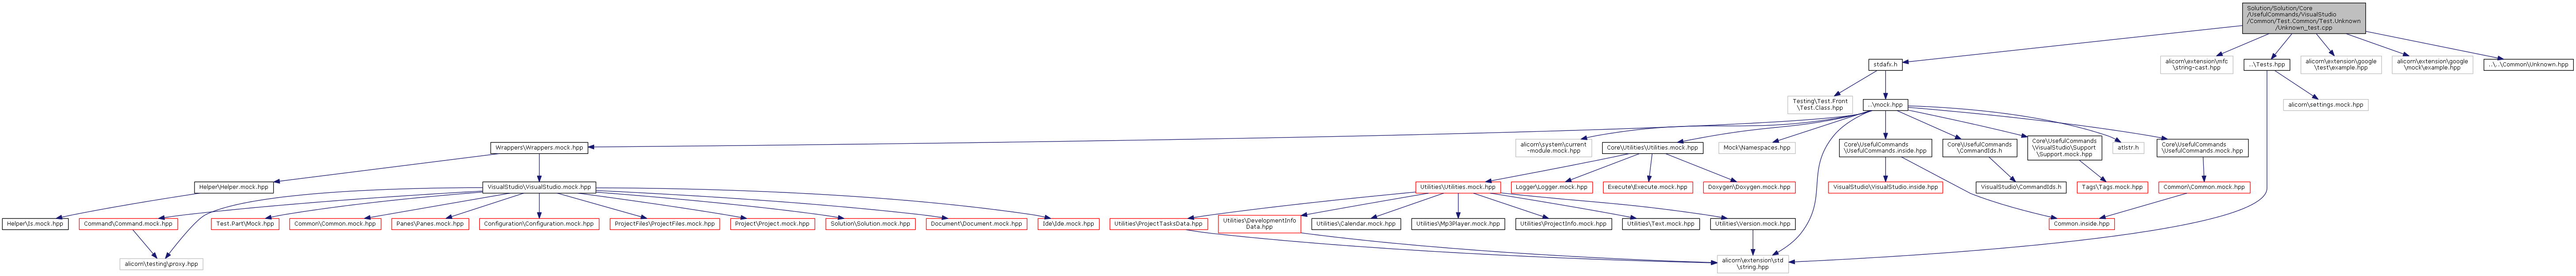 Solution/Solution/Core
/UsefulCommands/VisualStudio
/Common/Test.Common/Test.Unknown
/Unknown_test.cpp
stdafx.h
alicorn\extension\mfc
\string-cast.hpp
..\Tests.hpp
alicorn\extension\google
test\example.hpp
alicorn\extension\google
mock\example.hpp
..\..\Common\Unknown.hpp
Testing\Test.Front
\Test.Class.hpp
...\mock.hpp
alicorn\settings.mock.hpp
Wrappers\Wrappers.mock.hpp
alicorn\system\current
-module.mock.hpp
Core\Utilities\Utilities.mock.hpp
Mock\Namespaces.hpp
Core\UsefulCommands
\UsefulCommands.inside.hpp
Core\UsefulCommands
\CommandIds.h
Core\UsefulCommands
\VisualStudio\Support
\Support.mock.hpp
atlstr.h
Core\UsefulCommands
\UsefulCommands.mock.hpp
Helper\Helper.mock.hpp
VisualStudio\VisualStudio.mock.hpp
Utilities\Utilities.mock.hpp
Logger\Logger.mock.hpp
Execute\Execute.mock.hpp
Doxygen\Doxygen.mock.hpp
VisualStudio\VisualStudio.inside.hpp
VisualStudio\CommandIds.h
Tags\Tags.mock.hpp
Common\Common.mock.hpp
Helper\Is.mock.hpp
Command\Command.mock.hpp
Test.Part\Mock.hpp
Common\Common.mock.hpp
Panes\Panes.mock.hpp
Configuration\Configuration.mock.hpp
ProjectFiles\ProjectFiles.mock.hpp
Project\Project.mock.hpp
Solution\Solution.mock.hpp
Document\Document.mock.hpp
Ide\Ide.mock.hpp
Utilities\ProjectTasksData.hpp
Utilities\DevelopmentInfo
Data.hpp
Utilities\Calendar.mock.hpp
Utilities\Mp3Player.mock.hpp
Utilities\ProjectInfo.mock.hpp
Utilities\Text.mock.hpp
Utilities\Version.mock.hpp
Common.inside.hpp
alicorn\testing\proxy.hpp
alicorn\extension\std
\string.hpp